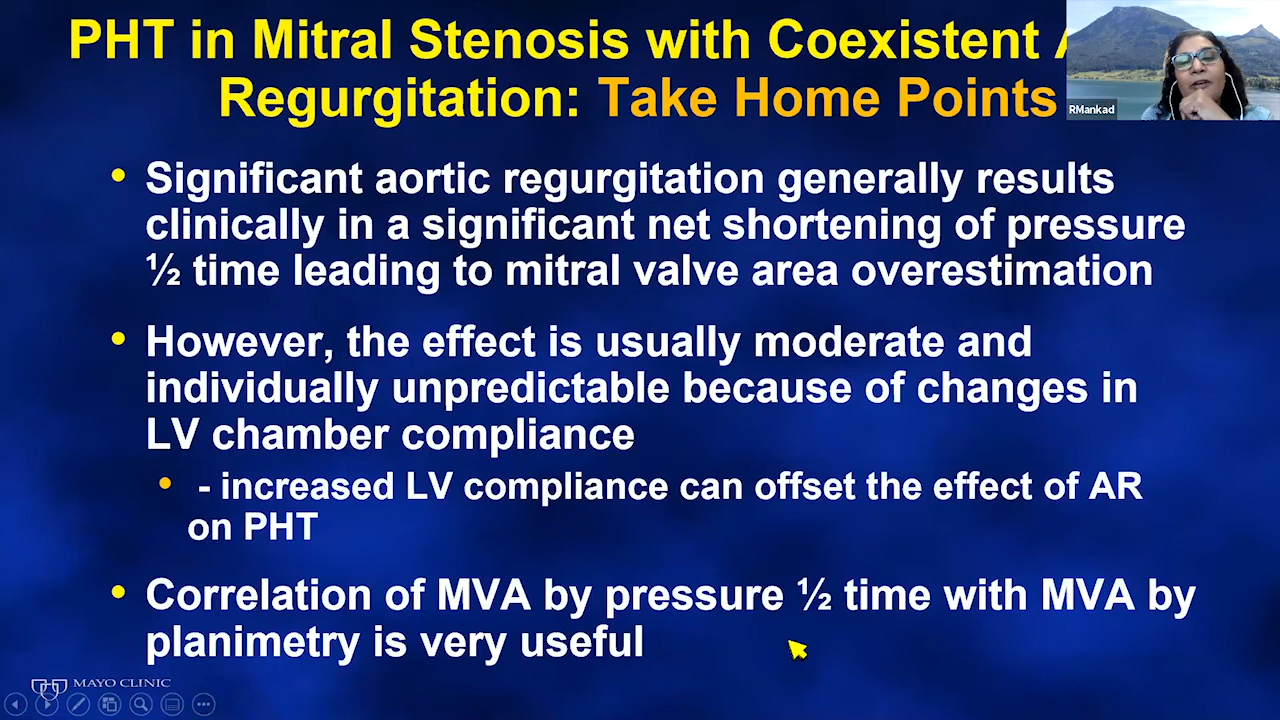 PHT in Mitral Stenosis with Coexistent
Regurgitation: Take Home Points
RMankad
• Significant aortic regurgitation generally results
clinically in a significant net shortening of pressure
½ time leading to mitral valve area overestimation
• However, the effect is usually moderate and
individually unpredictable because of changes in
LV chamber compliance
• - increased LV compliance can offset the effect of AR
on PHT
• Correlation of MVA by pressure ½ time with MVA by
planimetry is very useful
MAYO CLINIC